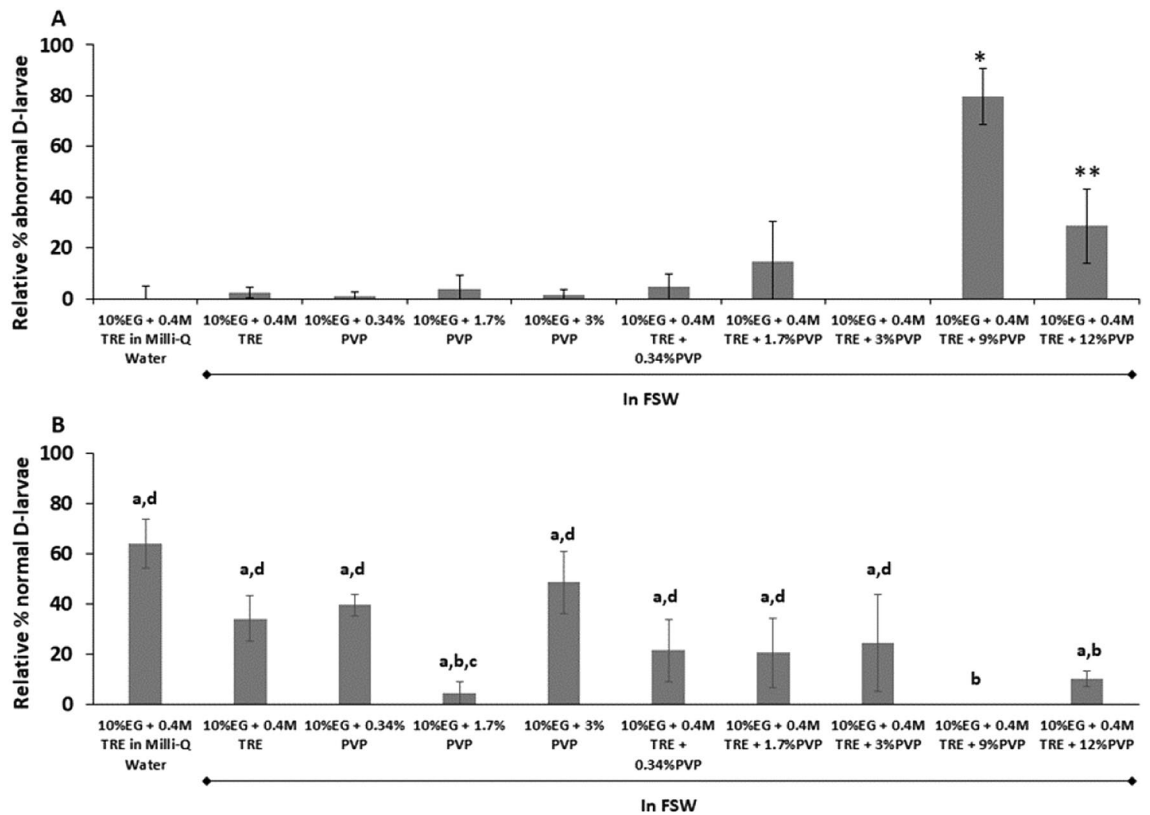 A
Relative % abnormal D-larvae
100
80
60
40
20
0
*
**
10%EG + 0.4M TRE in Milli-Q Water
10%EG + 0.4M TRE
10%EG + 0.34% PVP
10%EG + 1.7% PVP
10%EG + 3% PVP
10%EG + 0.4M TRE + 0.34%PVP
10%EG + 0.4M TRE + 1.7%PVP
10%EG + 0.4M TRE + 3%PVP
10%EG + 0.4M TRE + 9%PVP
10%EG + 0.4M TRE + 12%PVP
In FSW
B
Relative % normal D-larvae
100
80
60
40
20
0
a,d
a,d
a,d
a,b,c
a,d
a,d
a,d
a,d
b
a,b
10%EG + 0.4M TRE in Milli-Q Water
10%EG + 0.4M TRE
10%EG + 0.34% PVP
10%EG + 1.7% PVP
10%EG + 3% PVP
10%EG + 0.4M TRE + 0.34%PVP
10%EG + 0.4M TRE + 1.7%PVP
10%EG + 0.4M TRE + 3%PVP
10%EG + 0.4M TRE + 9%PVP
10%EG + 0.4M TRE + 12%PVP
In FSW